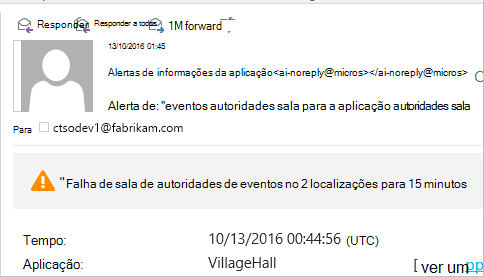 Responder Responder a todos 1M forward
13/10/2016 01:45
Alertas de informações da aplicação<ai-noreply@micros></ai-noreply@micros>
Alerta de: "eventos autoridades sala para a aplicação autoridades sala
Para ctsodev1@fabrikam.com
"Falha de sala de autoridades de eventos no 2 localizações para 15 minutos
Tempo: 10/13/2016 00:44:56 (UTC)
Aplicação: VillageHall [ ver um